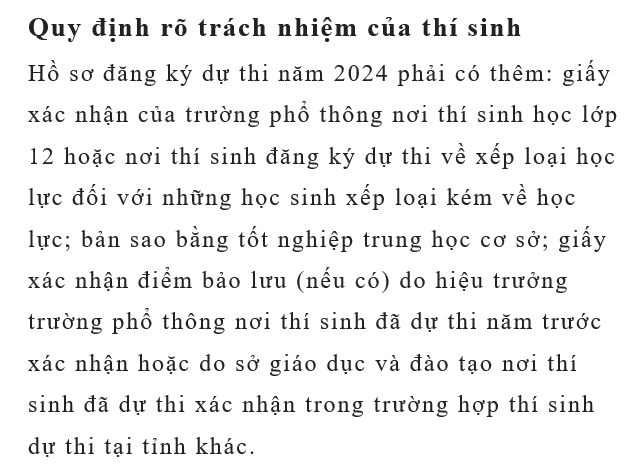 Quy định rõ trách nhiệm của thí sinh
Hồ sơ đăng ký dự thi năm 2024 phải có thêm: giấy
xác nhận của trường phổ thông nơi thí sinh học lớp
12 hoặc nơi thí sinh đăng ký dự thi về xếp loại học
lực đối với những học sinh xếp loại kém về học
lực; bản sao bằng tốt nghiệp trung học cơ sở; giấy
xác nhận điểm bảo lưu (nếu có) do hiệu trưởng
trường phổ thông nơi thí sinh đã dự thi năm trước
xác nhận hoặc do sở giáo dục và đào tạo nơi thí
sinh đã dự thi xác nhận trong trường hợp thí sinh
dự thi tại tỉnh khác.